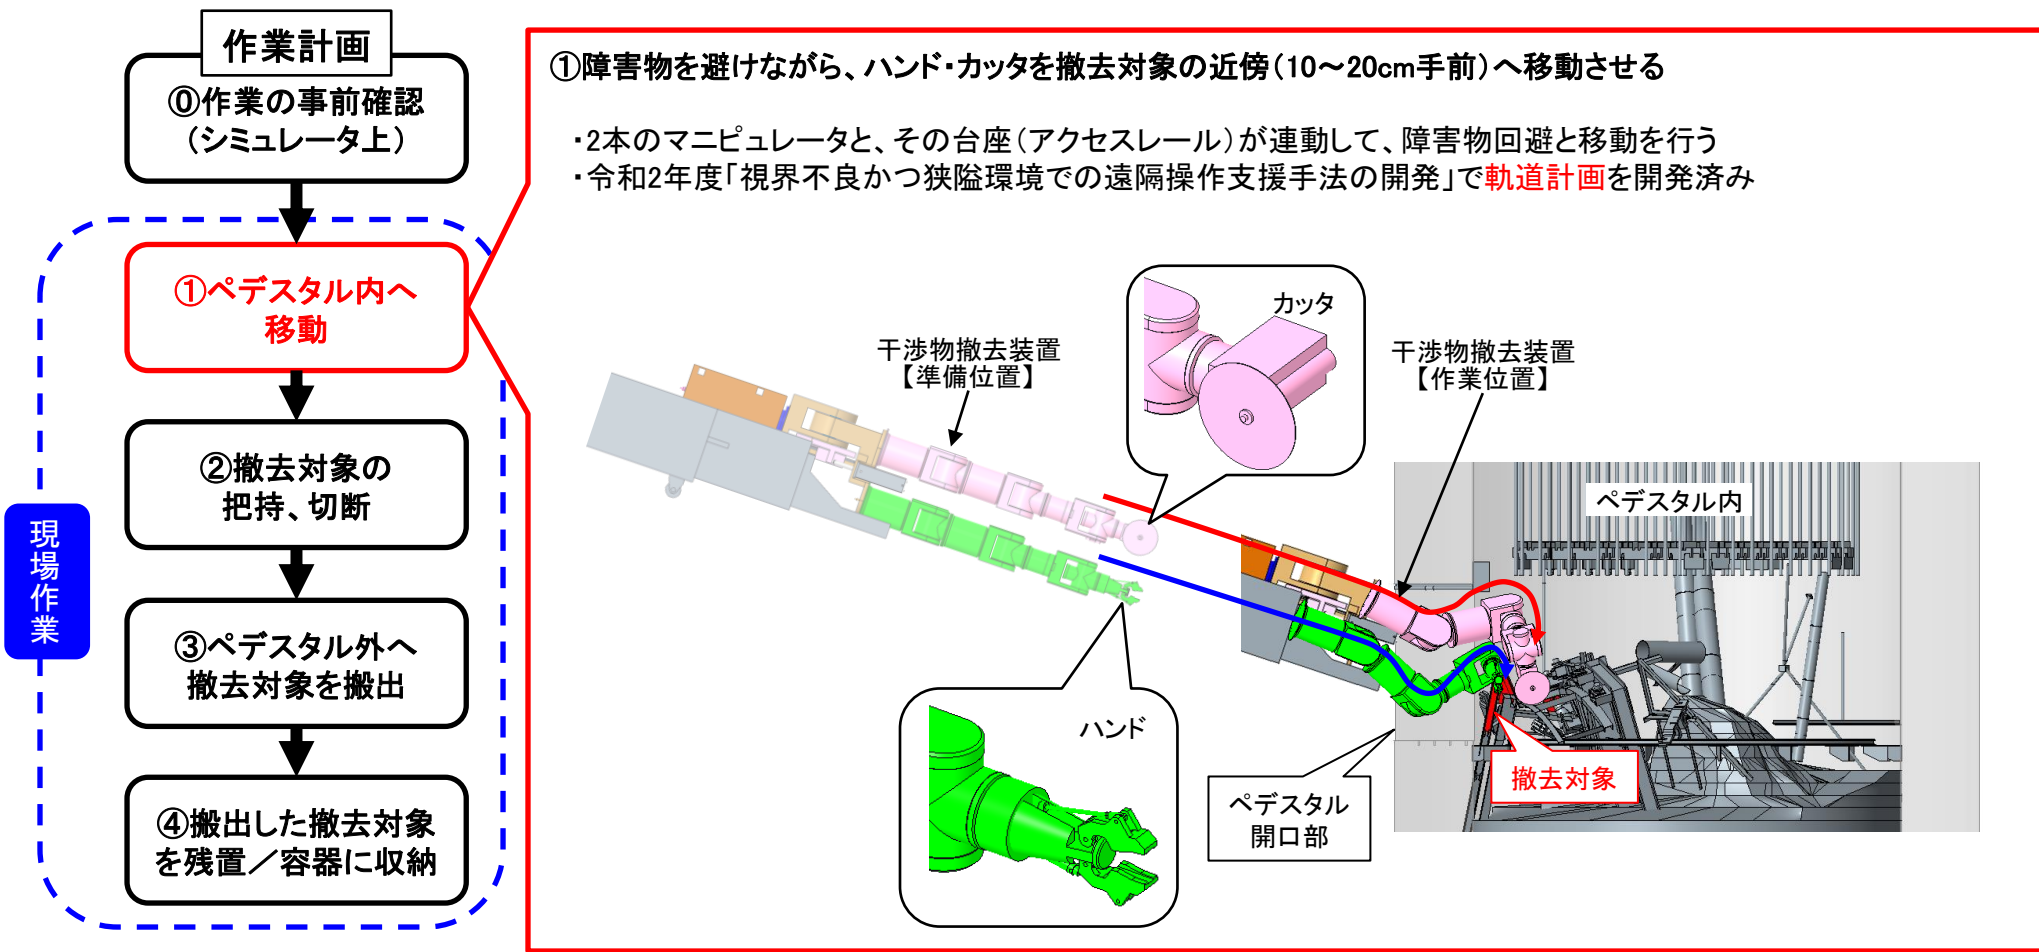 作業計画
⓪作業の事前確認
(シミュレータ上)
①ペデスタル内へ
移動
②撤去対象の
把持、切断
③ペデスタル外へ
撤去対象を搬出
④搬出した撤去対象
を残置／容器に収納
現場作業
①障害物を避けながら、ハンド・カッタを撤去対象の近傍(10～20cm手前)へ移動させる
・2本のマニピュレータと、その台座(アクセスレール)が連動して、障害物回避と移動を行う
・令和2年度「視界不良かつ狭隘環境での遠隔操作支援手法の開発」で軌道計画を開発済み
カッタ
干渉物撤去装置
【準備位置】
干渉物撤去装置
【作業位置】
ペデスタル内
ハンド
撤去対象
ペデスタル
開口部